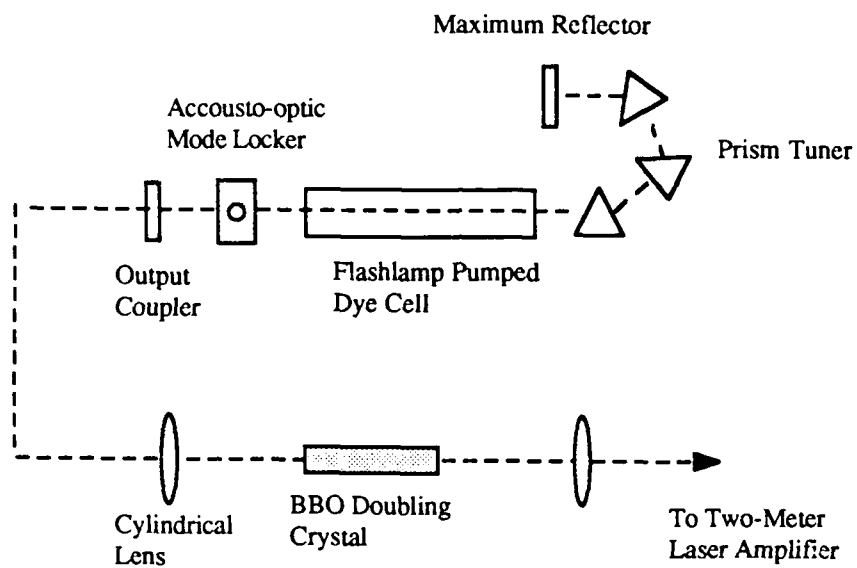 Maximum Reflector
Accousto-optic
Mode Locker
Prism Tuner
Output
Coupler
Flashlamp Pumped
Dye Cell
Cylindrical
Lens
BBO Doubling
Crystal
To Two-Meter
Laser Amplifier